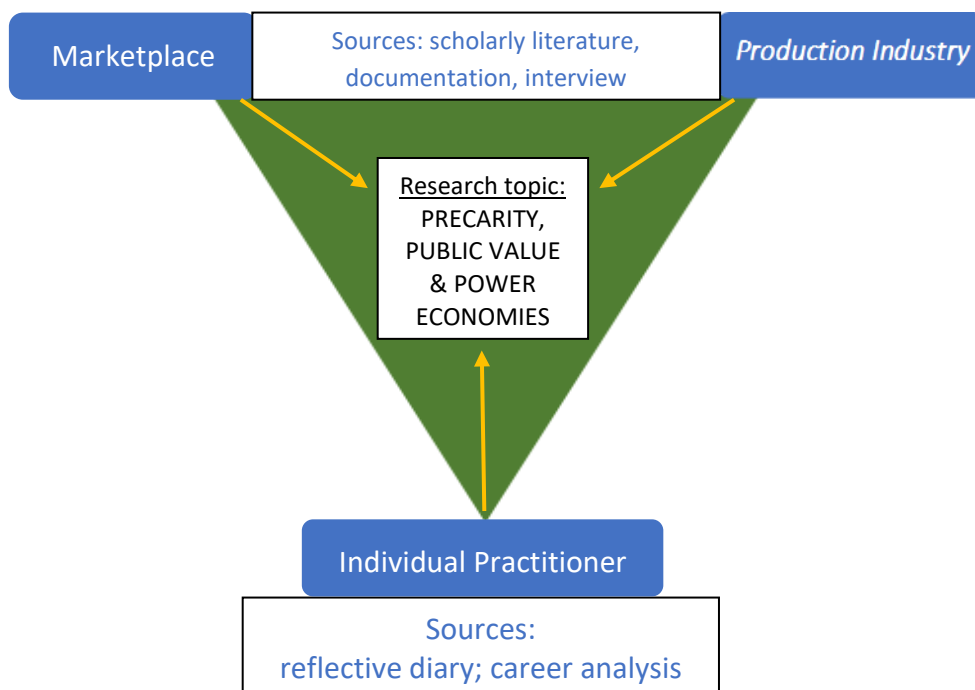 Marketplace
Sources: scholarly literature,
documentation, interview
Production Industry
Research topic:
PRECARITY,
PUBLIC VALUE
& POWER
ECONOMIES
Individual Practitioner
Sources:
reflective diary; career analysis